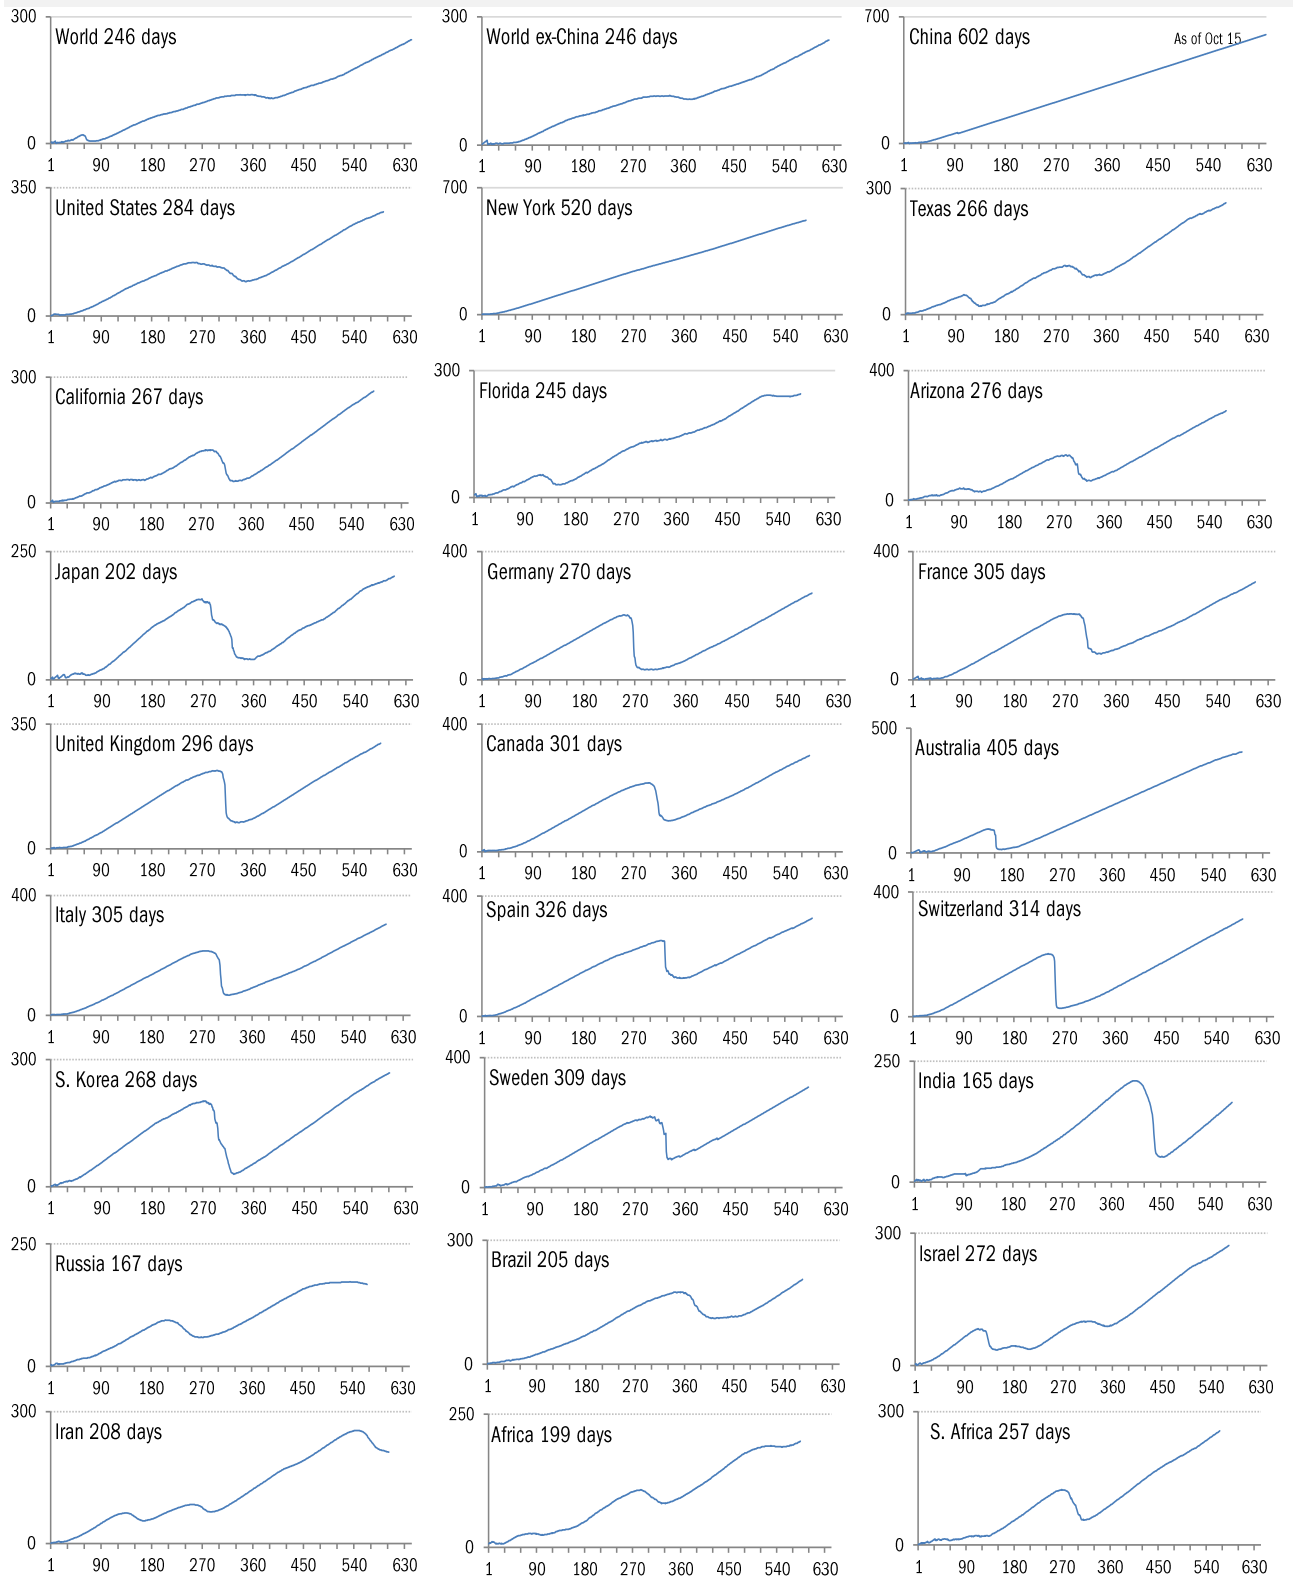 300
World 246 days
0
1 90 180 270 360 450 540 630
300
World ex-China 246 days
0
1 90 180 270 360 450 540 630
700
China 602 days
As of Oct 15
0
1 90 180 270 360 450 540 630
350
United States 284 days
0
1 90 180 270 360 450 540 630
700
New York 520 days
0
1 90 180 270 360 450 540 630
300
Texas 266 days
0
1 90 180 270 360 450 540 630
300
California 267 days
0
1 90 180 270 360 450 540 630
300
Florida 245 days
0
1 90 180 270 360 450 540 630
400
Arizona 276 days
0
1 90 180 270 360 450 540 630
250
Japan 202 days
0
1 90 180 270 360 450 540 630
400
Germany 270 days
0
1 90 180 270 360 450 540 630
400
France 305 days
0
1 90 180 270 360 450 540 630
350
United Kingdom 296 days
0
1 90 180 270 360 450 540 630
400
Canada 301 days
0
1 90 180 270 360 450 540 630
500
Australia 405 days
0
1 90 180 270 360 450 540 630
400
Italy 305 days
0
1 90 180 270 360 450 540 630
400
Spain 326 days
0
1 90 180 270 360 450 540 630
400
Switzerland 314 days
0
1 90 180 270 360 450 540 630
300
S. Korea 268 days
0
1 90 180 270 360 450 540 630
400
Sweden 309 days
0
1 90 180 270 360 450 540 630
250
India 165 days
0
1 90 180 270 360 450 540 630
250
Russia 167 days
0
1 90 180 270 360 450 540 630
300
Brazil 205 days
0
1 90 180 270 360 450 540 630
300
Israel 272 days
0
1 90 180 270 360 450 540 630
300
Iran 208 days
0
1 90 180 270 360 450 540 630
250
Africa 199 days
0
1 90 180 270 360 450 540 630
300
S. Africa 257 days
0
1 90 180 270 360 450 540 630